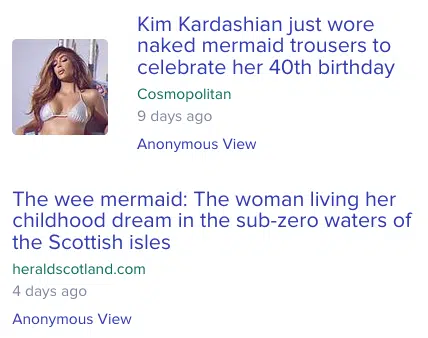 Kim Kardashian just wore
naked mermaid trousers to
celebrate her 40th birthday
Cosmopolitan
9 days ago
Anonymous View
The wee mermaid: The woman living her
childhood dream in the sub-zero waters of
the Scottish isles
heraldscotland.com
4 days ago
Anonymous View